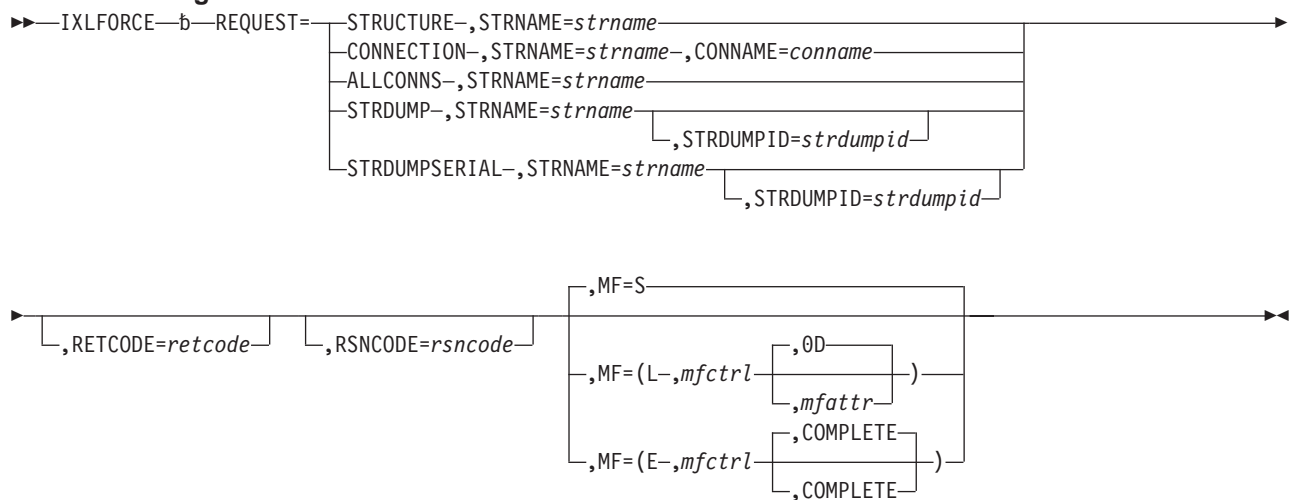 IXLFORCE ƀ REQUEST= STRUCTURE ,STRNAME=strname
CONNECTION ,STRNAME=strname ,CONNAME=conname
ALLCONNS ,STRNAME=strname
STRDUMP ,STRNAME=strname
,STRDUMPID=strdumpid
STRDUMPSERIAL ,STRNAME=strname
,STRDUMPID=strdumpid
,MF=S
,RETCODE=retcode ,RSNCODE=rsncode
,0D
,MF=(L ,mfctrl )
,mfattr
,COMPLETE
,MF=(E ,mfctrl )
,COMPLETE